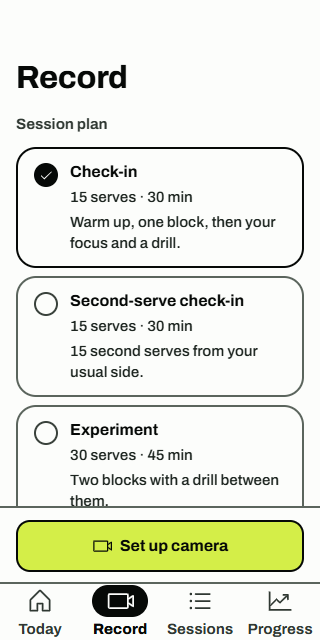 Record
Session plan
Check-in
15 serves · 30 min
Warm up, one block, then your
focus and a drill.
Second-serve check-in
15 serves · 30 min
15 second serves from your
usual side.
Experiment
30 serves · 45 min
Two blocks with a drill between
them.
Set up camera
Today
Record
Sessions
Progress